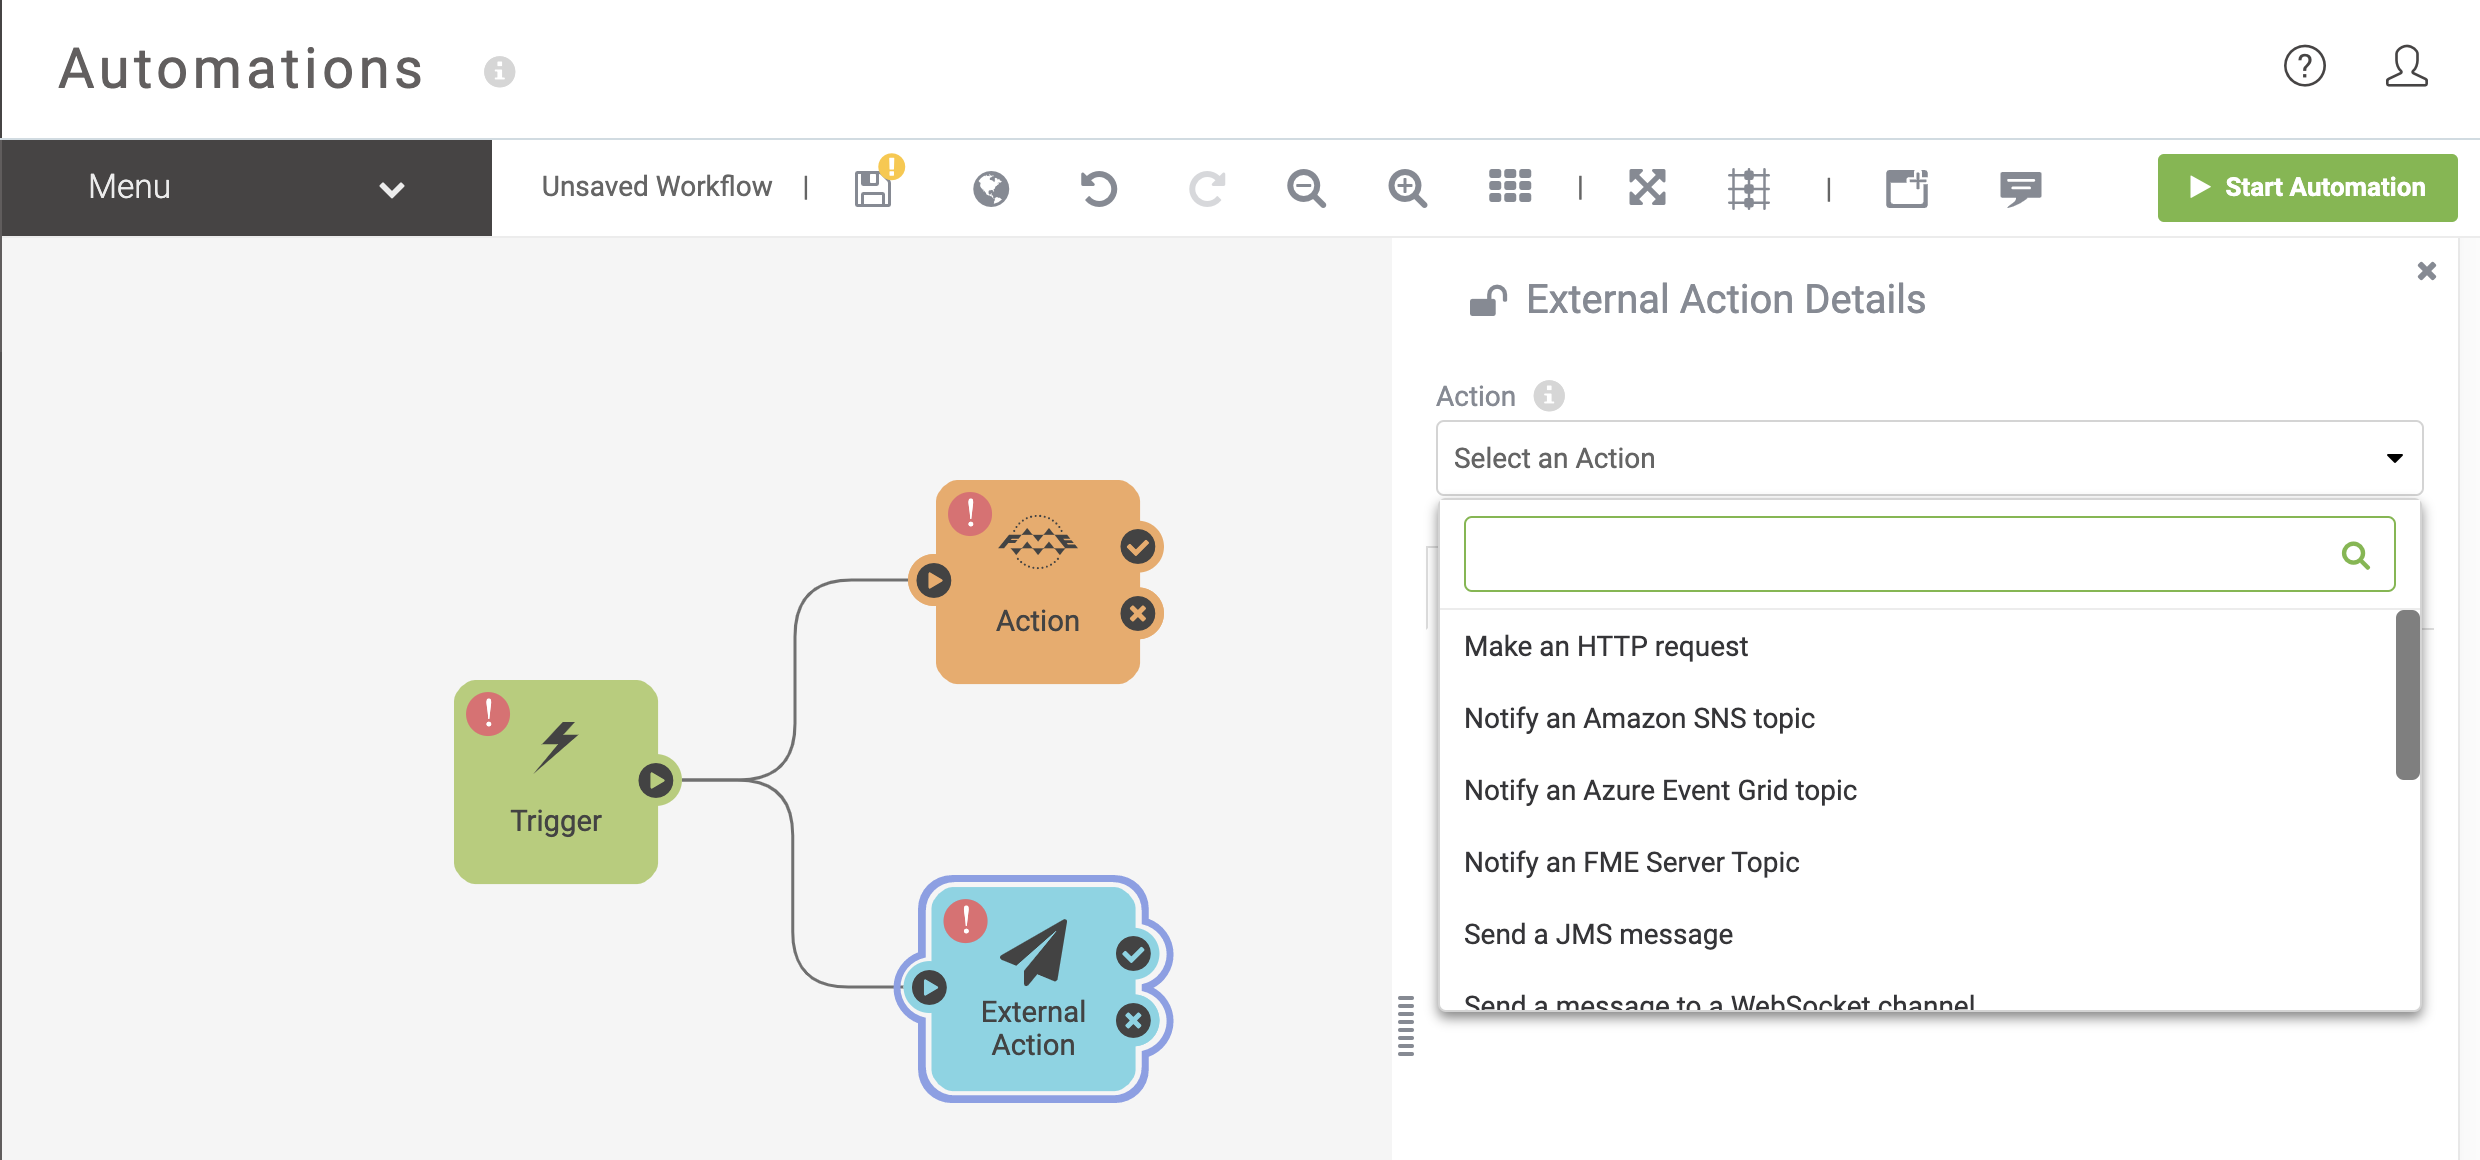 Automations
Menu
Unsaved Workflow
Start Automation
External Action Details
Action
Select an Action
Make an HTTP request
Notify an Amazon SNS topic
Notify an Azure Event Grid topic
Notify an FME Server Topic
Send a JMS message
Send a message to a WebSocket channel
FME
Action
Trigger
External
Action